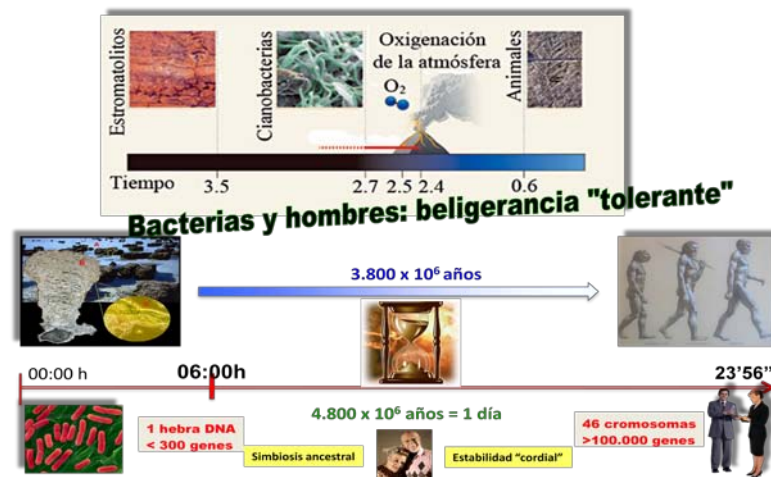 Estromatolitos
Cianobacterias
Oxigenación
de la atmósfera
O₂
Animales
Tiempo
3.5
2.7
2.5
2.4
0.6
Bacterias y hombres: beligerancia "tolerante"
3.800 x 10⁶ años
00:00 h
06:00h
23'56"
4.800 x 10⁶ años = 1 día
1 hebra DNA
< 300 genes
46 cromosomas
>100.000 genes
Simbiosis ancestral
Estabilidad “cordial”